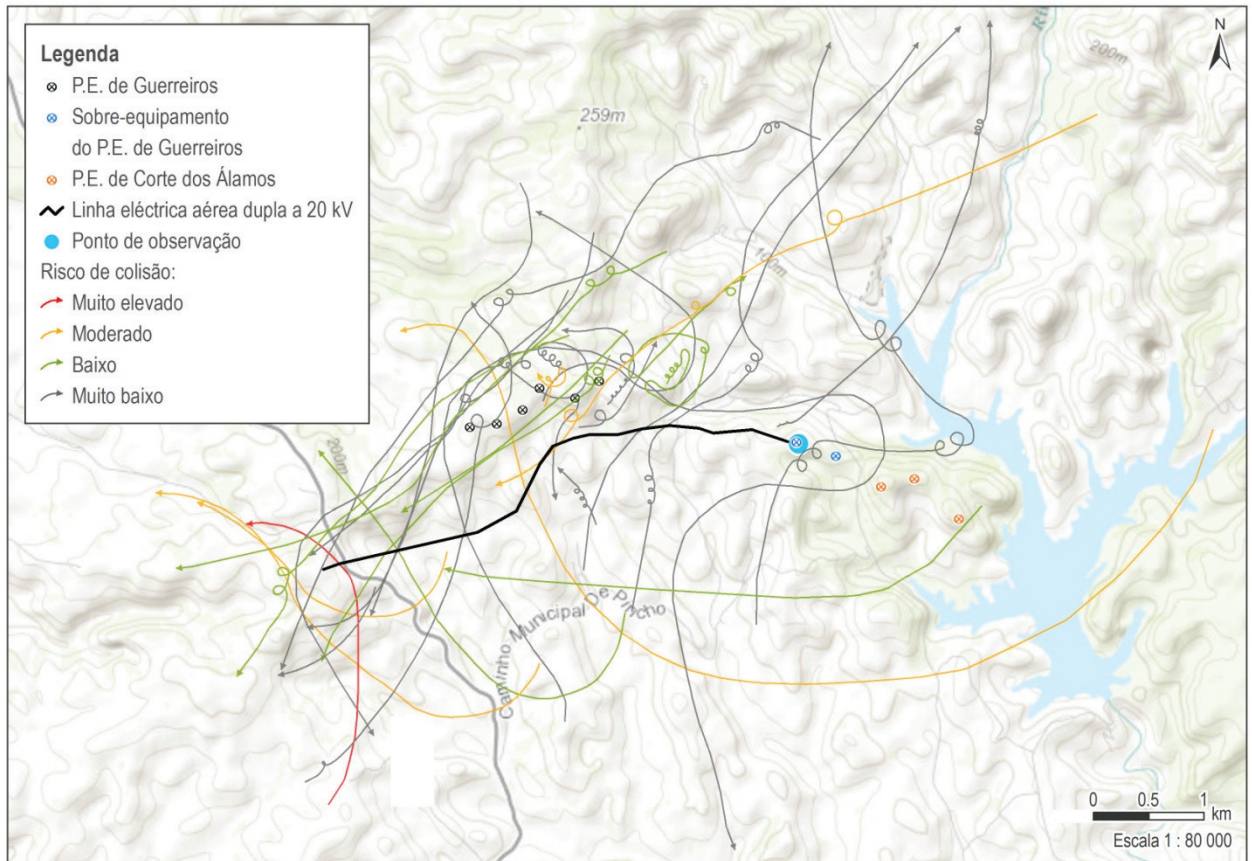 Legenda
P.E. de Guerreiros
Sobre-equipamento
do P.E. de Guerreiros
P.E. de Corte dos Álamos
Linha eléctrica aérea dupla a 20 kV
Ponto de observação
Risco de colisão:
Muito elevado
Moderado
Baixo
Muito baixo
N
200m
259m
100m
200m
Caminho Municipal De Pincho
0 0.5 1
km
Escala 1 : 80 000